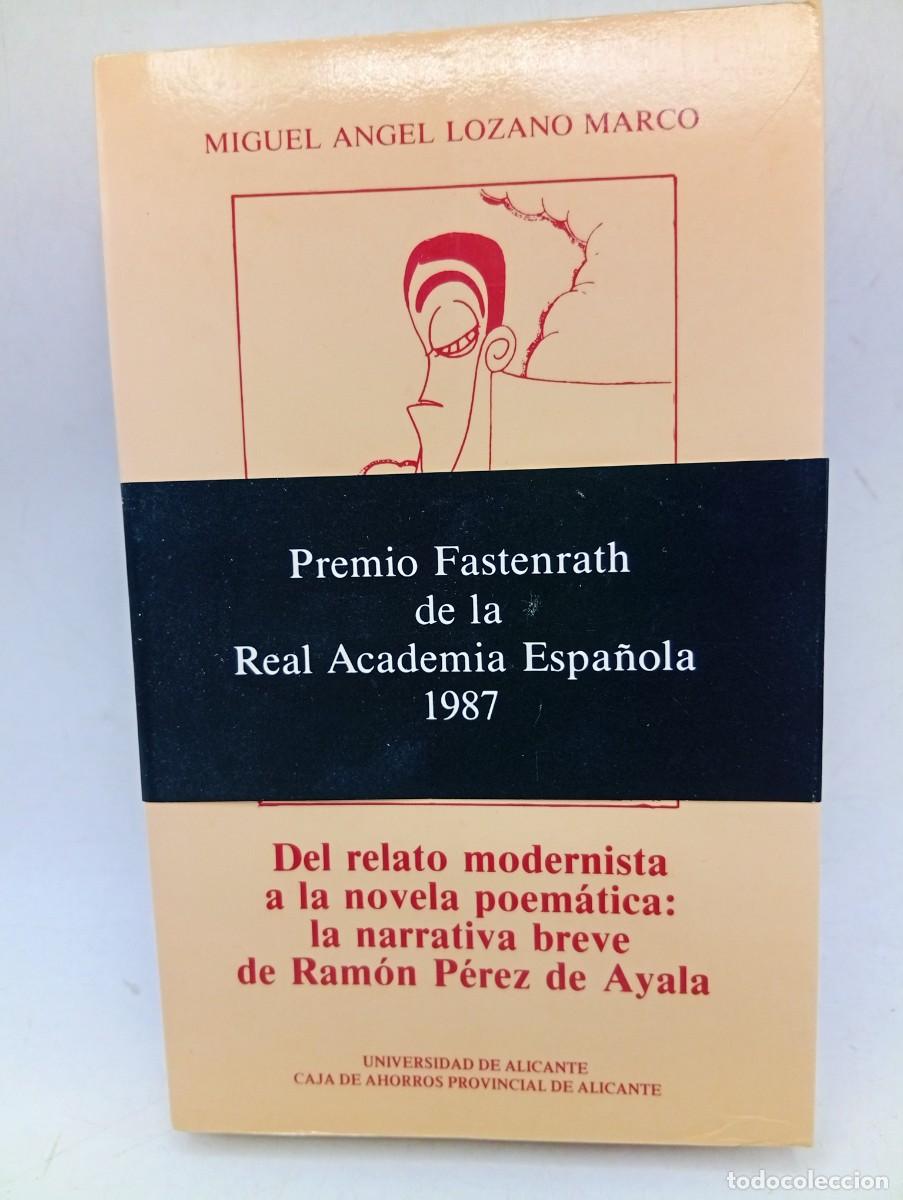 MIGUEL ANGEL LOZANO MARCO
Premio Fastenrath
de la
Real Academia Española
1987
Del relato modernista
a la novela poemática:
la narrativa breve
de Ramón Pérez de Ayala
UNIVERSIDAD DE ALICANTE
CAJA DE AHORROS PROVINCIAL DE ALICANTE
todocoleccion